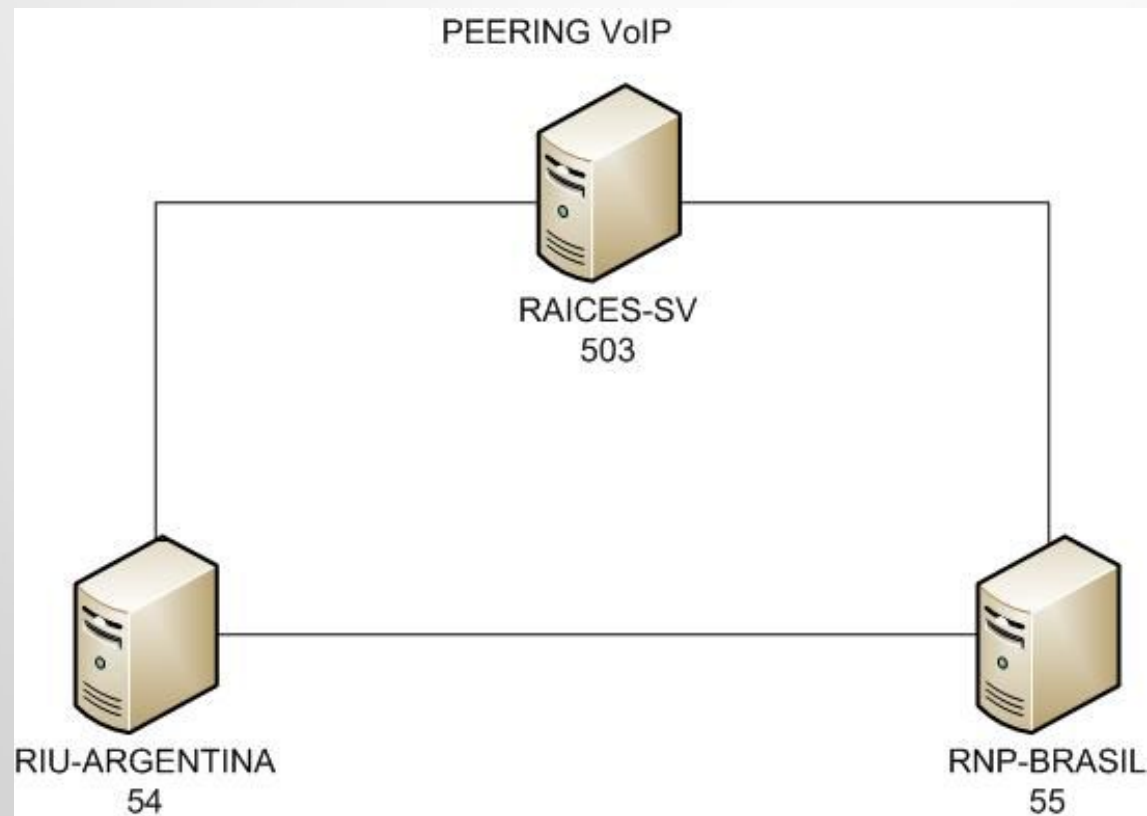 PEERING VoIP
RAICES-SV
503
RIU-ARGENTINA
54
RNP-BRASIL
55